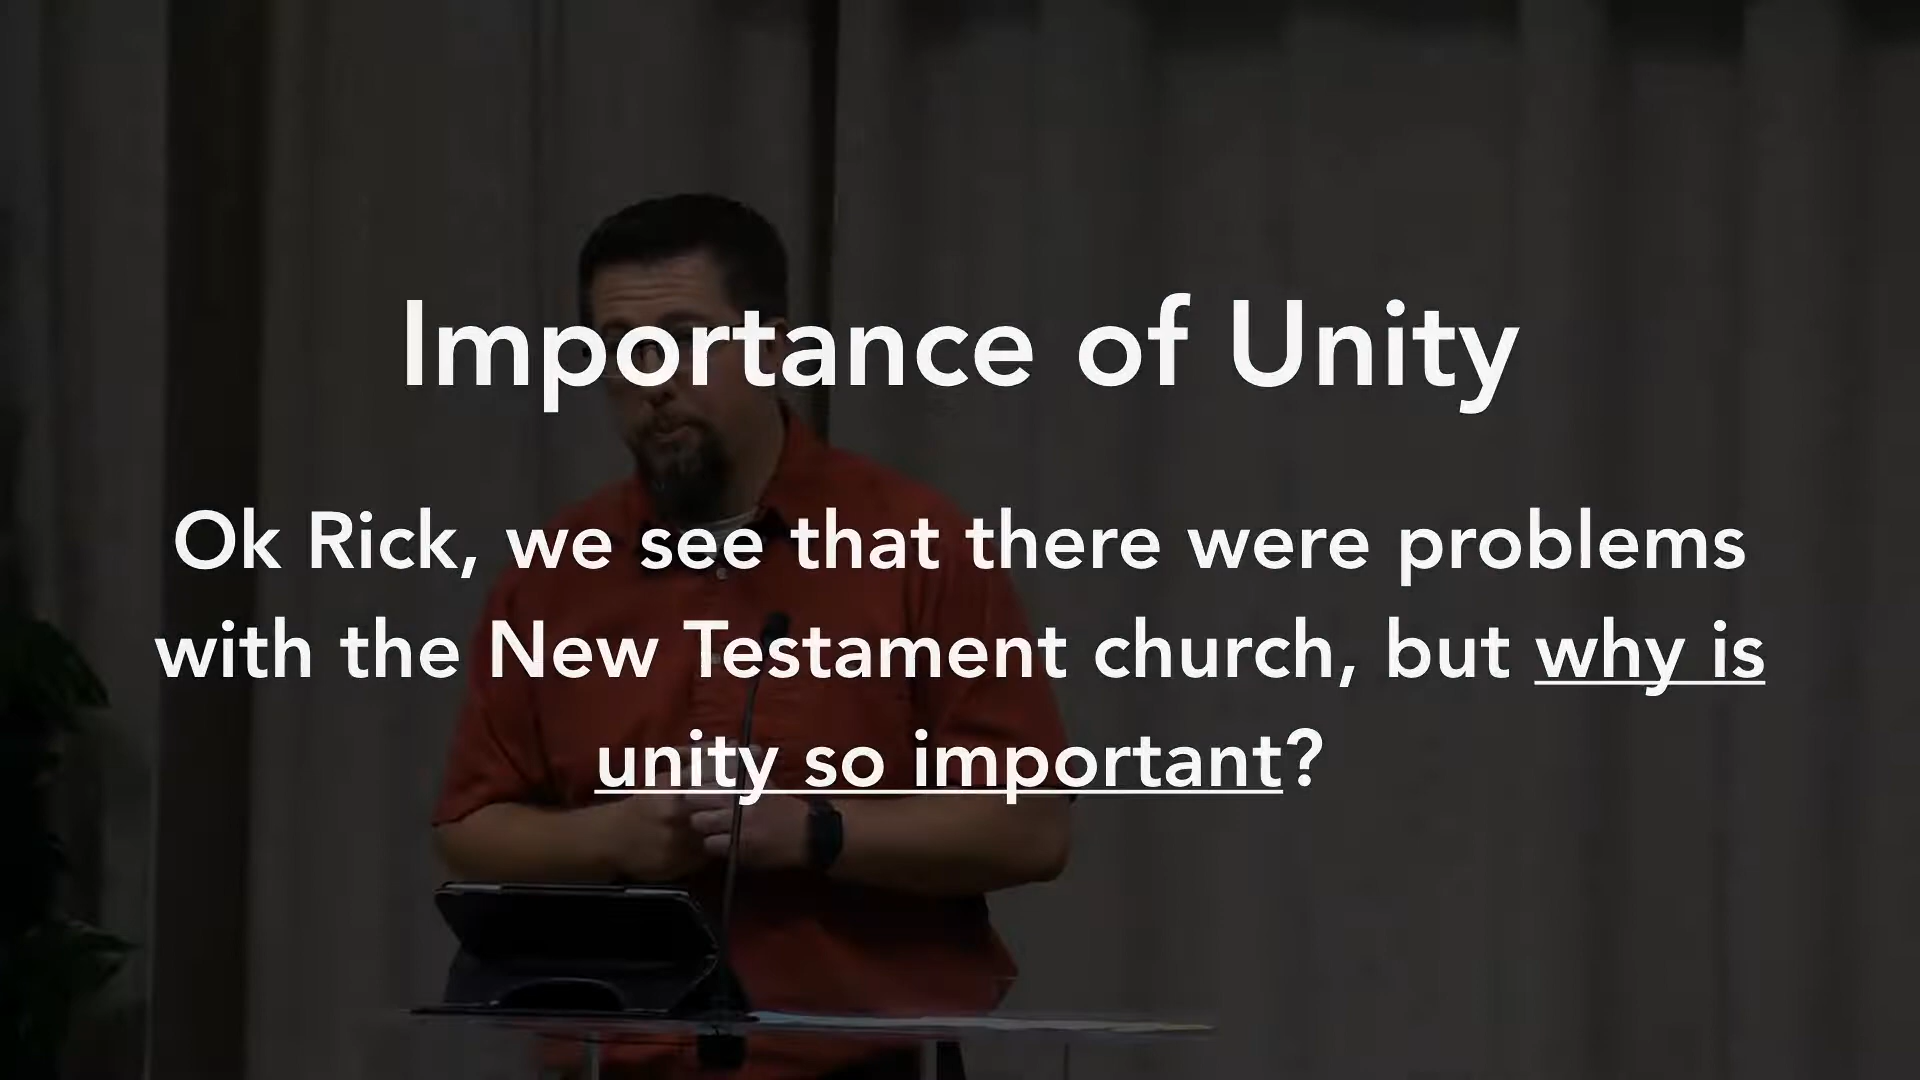 Importance of Unity
Ok Rick, we see that there were problems
with the New Testament church, but why is
unity so important?